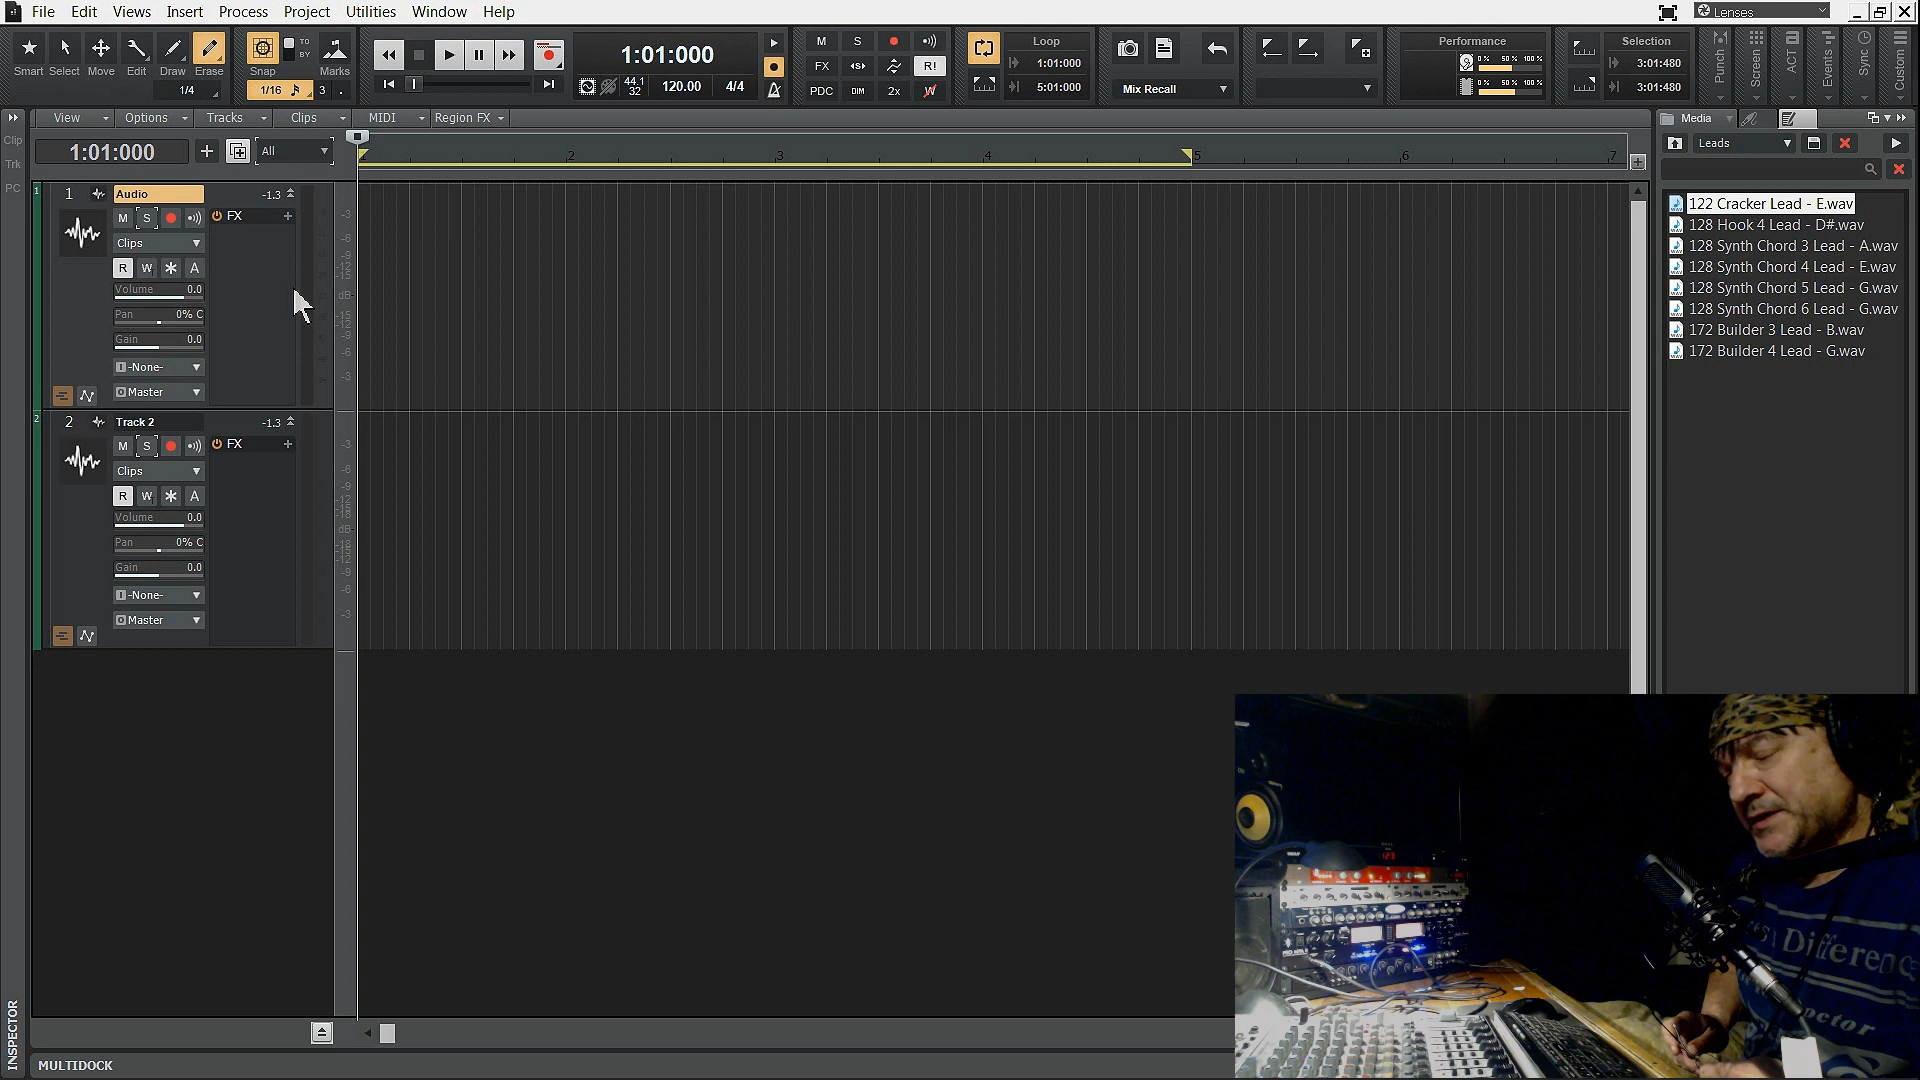 File Edit Views Insert Process Project Utilities Window Help
Lenses
Smart Select Move Edit Draw Erase
1/4
Snap
TO
BY
Marks
1/16 3 .
1:01:000
44.1
32
120.00 4/4
M S
FX R!
PDC DIM 2x W
Loop
1:01:000
5:01:000
Mix Recall
Performance
0 % 50 % 100 %
0 % 50 % 100 %
Selection
3:01:480
3:01:480
Punch
Screen
ACT
Events
Sync
Custom
View Options Tracks Clips MIDI Region FX
Clip
Trk
PC
1:01:000 + All
2 3 4 5 6 7
1 Audio -1.3
M S
FX +
Clips
R W * A
Volume 0.0
Pan 0% C
Gain 0.0
I -None-
O Master
2 Track 2 -1.3
M S
FX +
Clips
R W * A
Volume 0.0
Pan 0% C
Gain 0.0
I -None-
O Master
Media
Leads
122 Cracker Lead - E.wav
128 Hook 4 Lead - D#.wav
128 Synth Chord 3 Lead - A.wav
128 Synth Chord 4 Lead - E.wav
128 Synth Chord 5 Lead - G.wav
128 Synth Chord 6 Lead - G.wav
172 Builder 3 Lead - B.wav
172 Builder 4 Lead - G.wav
INSPECTOR
MULTIDOCK